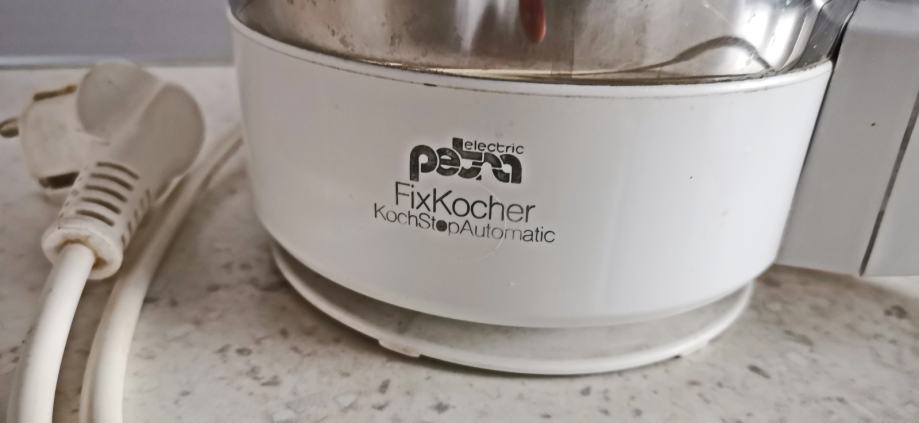 electric
petra
FixKocher
KochStopAutomatic